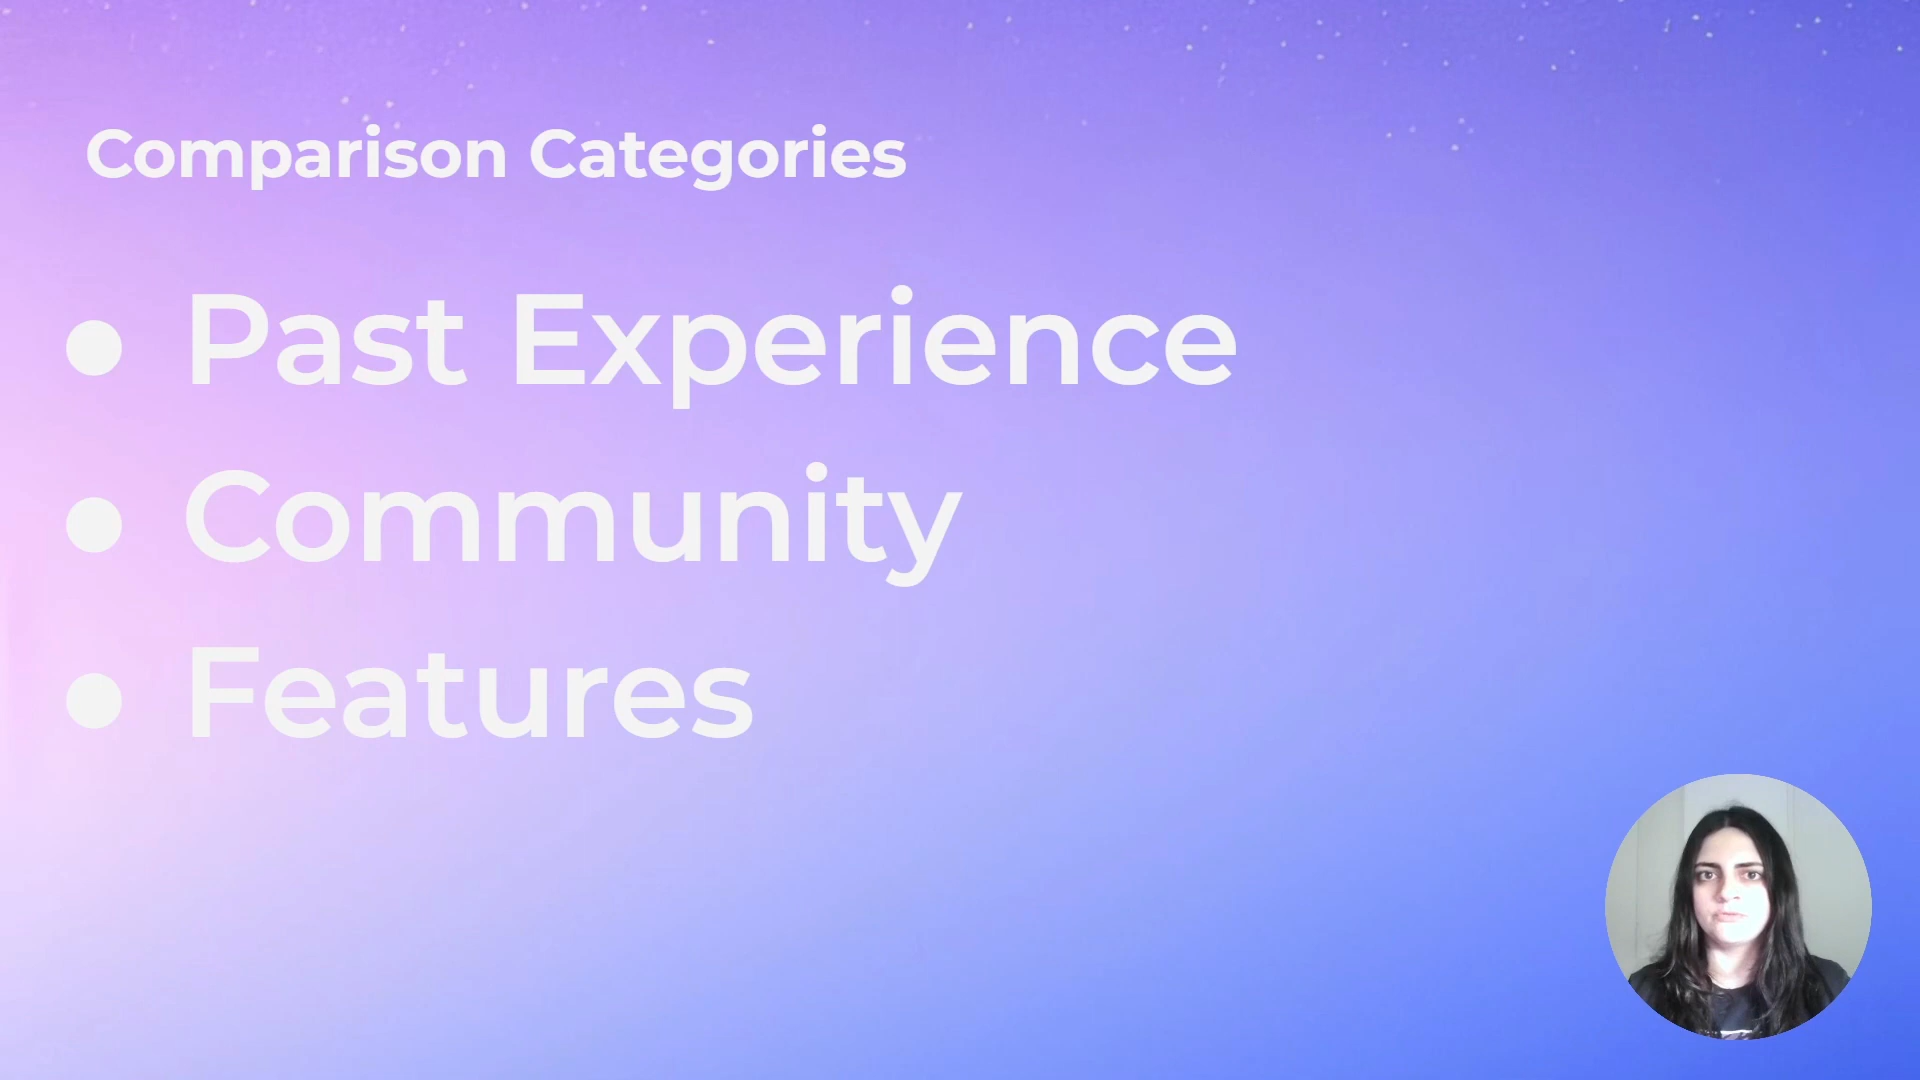 Comparison Categories
● Past Experience
● Community
● Features